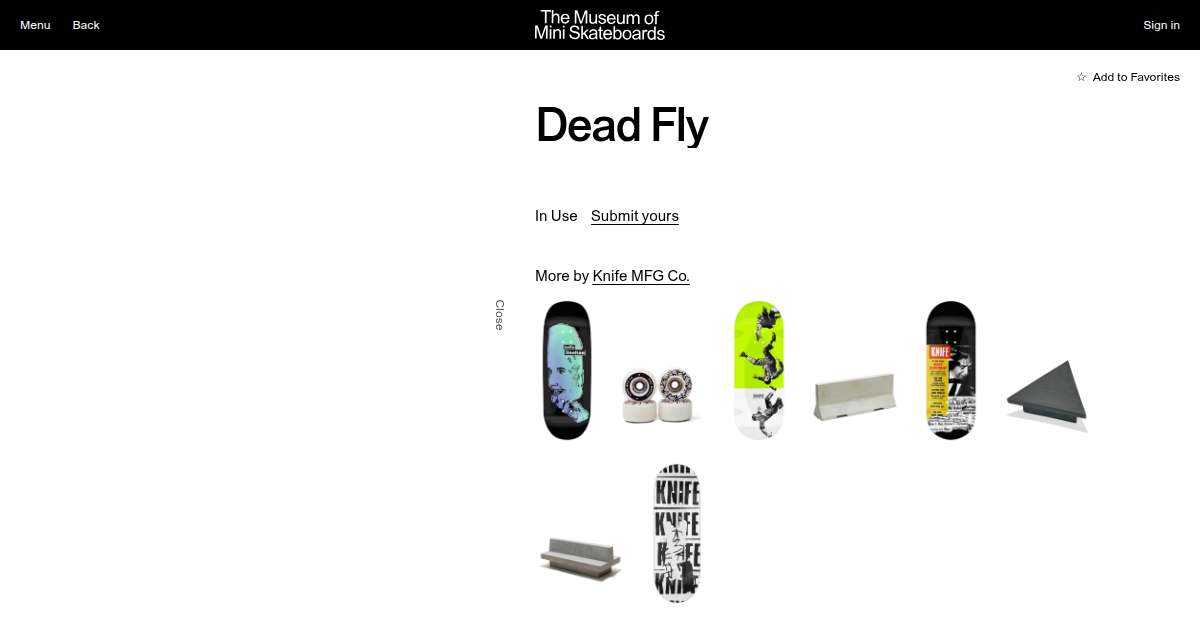 Menu
Back
The Museum of
Mini Skateboards
Sign in
☆ Add to Favorites
Dead Fly
In Use Submit yours
More by Knife MFG Co.
Close
KNIFE
KNIFE
KNIFE
KNIFE
KNIFE